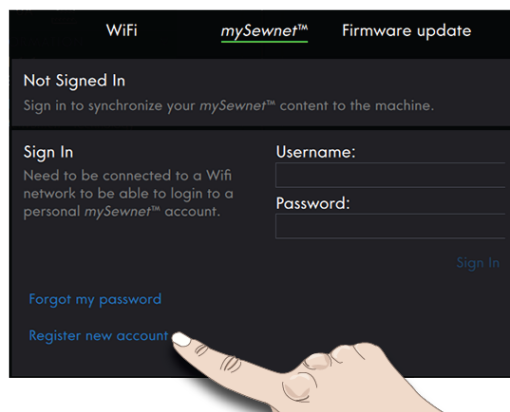 WiFi mySewnet™ Firmware update
Not Signed In
Sign in to synchronize your mySewnet™ content to the machine.
Sign In
Need to be connected to a Wifi
network to be able to login to a
personal mySewnet™ account.
Username:
Password:
Sign In
Forgot my password
Register new account